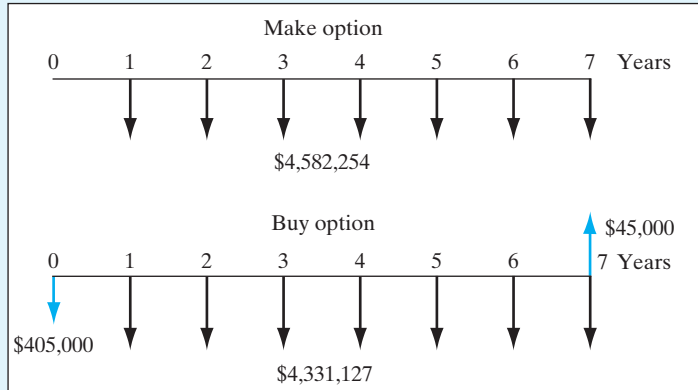 Make option
0 1 2 3 4 5 6 7 Years
$4,582,254
Buy option
$45,000
0 1 2 3 4 5 6 7 Years
$405,000
$4,331,127